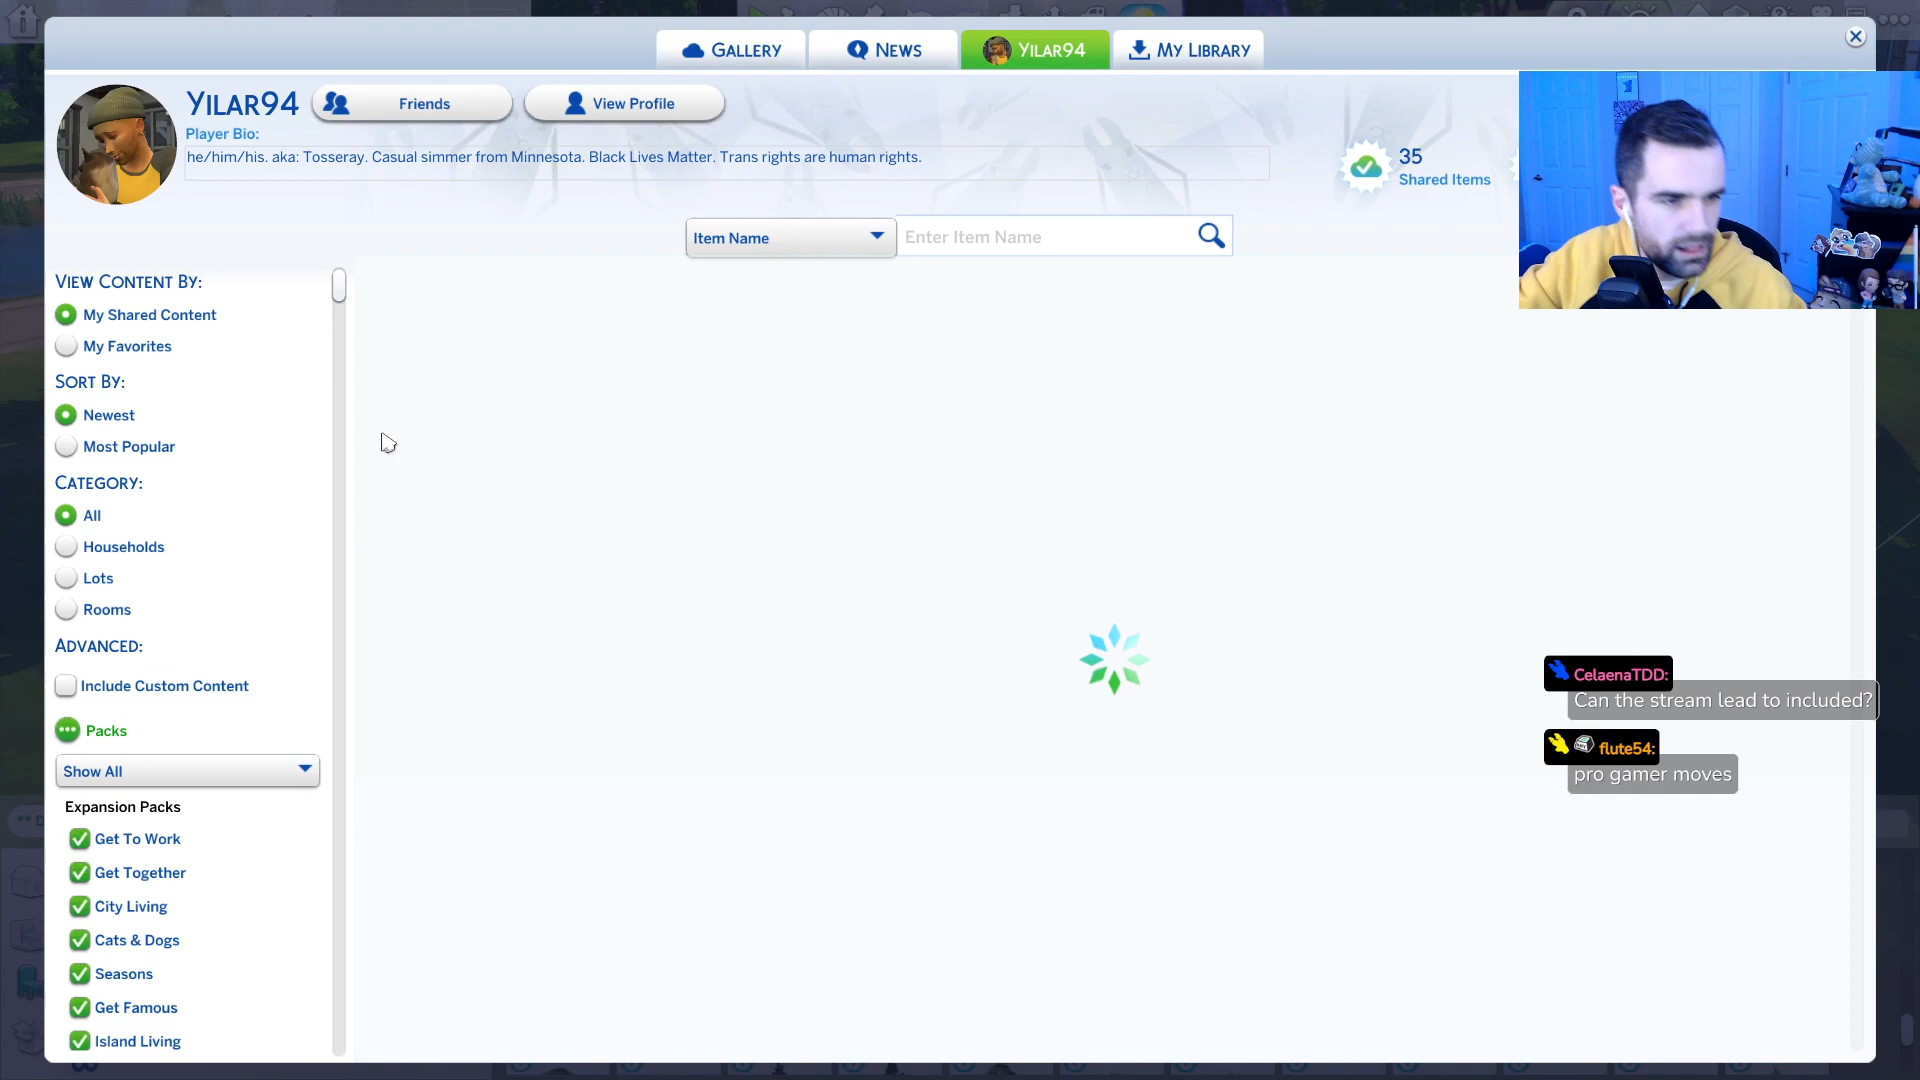 GALLERY
NEWS
YILAR94
MY LIBRARY
YILAR94
Friends
View Profile
Player Bio:
he/him/his. aka: Tosseray. Casual simmer from Minnesota. Black Lives Matter. Trans rights are human rights.
35
Shared Items
Item Name
Enter Item Name
VIEW CONTENT BY:
My Shared Content
My Favorites
SORT BY:
Newest
Most Popular
CATEGORY:
All
Households
Lots
Rooms
ADVANCED:
Include Custom Content
Packs
Show All
Expansion Packs
Get To Work
Get Together
City Living
Cats & Dogs
Seasons
Get Famous
Island Living
CelaenaTDD:
Can the stream lead to included?
flute54:
pro gamer moves